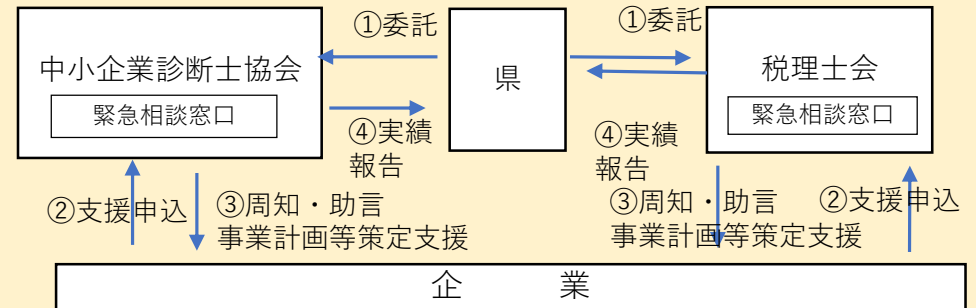 ①委託
①委託
中小企業診断士協会
緊急相談窓口
県
税理士会
緊急相談窓口
④実績
報告
④実績
報告
②支援申込
③周知・助言
事業計画等策定支援
③周知・助言
事業計画等策定支援
②支援申込
企　業